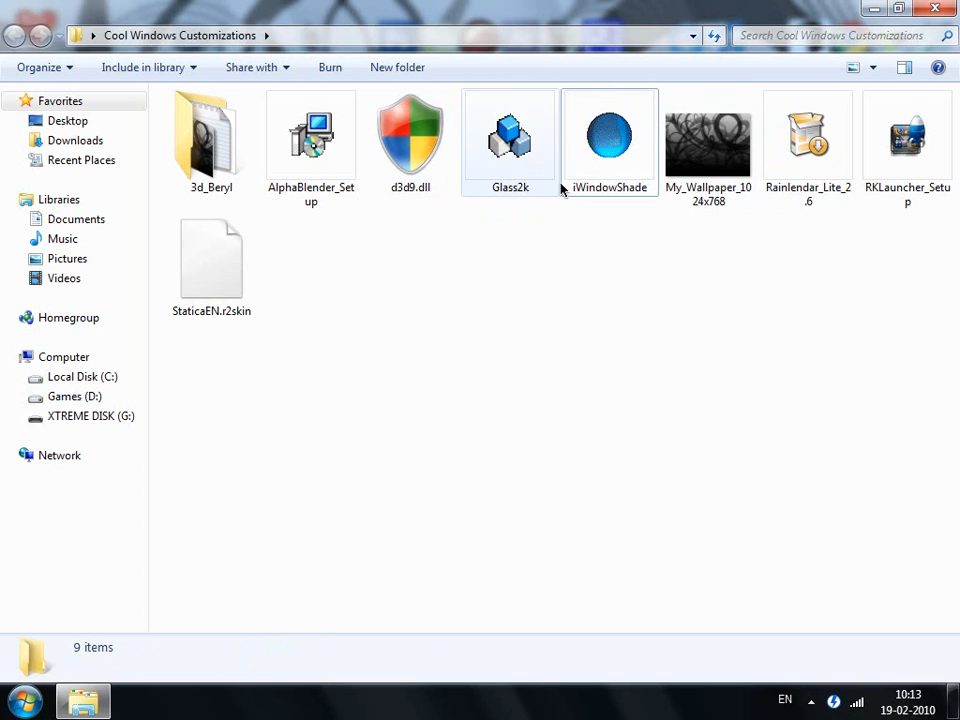 Cool Windows Customizations
Search Cool Windows Customizations
Organize
Include in library
Share with
Burn
New folder
Favorites
Desktop
Downloads
Recent Places
Libraries
Documents
Music
Pictures
Videos
Homegroup
Computer
Local Disk (C:)
Games (D:)
XTREME DISK (G:)
Network
3d_Beryl
AlphaBlender_Set
up
d3d9.dll
Glass2k
iWindowShade
My_Wallpaper_10
24x768
Rainlendar_Lite_2
.6
RKLauncher_Setu
p
StaticaEN.r2skin
9 items
EN
10:13
19-02-2010